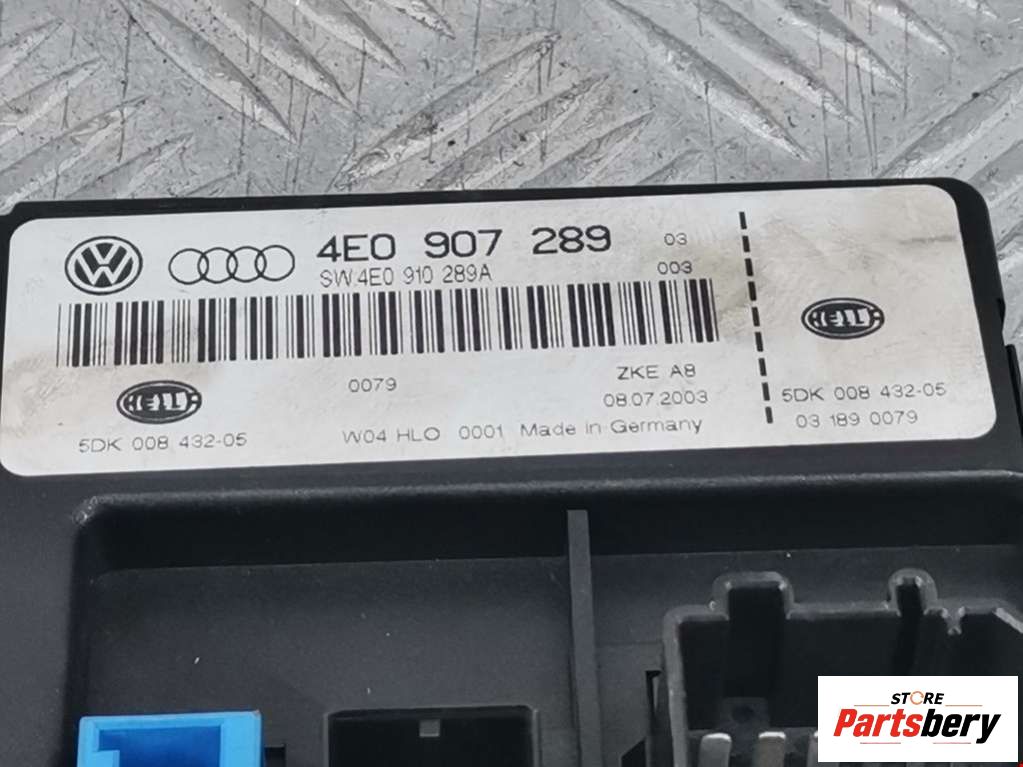 4E0 907 289 03
SW:4E0 910 289A 003
0079 ZKE A8
08.07.2003
HELLA
HELLA
5DK 008 432-05
W04 HLO 0001 Made in Germany
5DK 008 432-05
03 189 0079
STORE
Partsbery